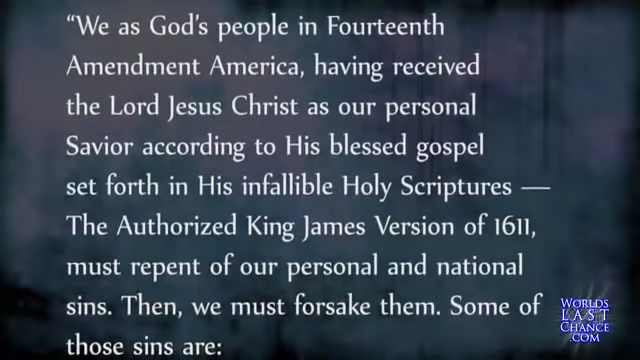 “We as God’s people in Fourteenth
Amendment America, having received
the Lord Jesus Christ as our personal
Savior according to His blessed gospel
set forth in His infallible Holy Scriptures —
The Authorized King James Version of 1611,
must repent of our personal and national
sins. Then, we must forsake them. Some of
those sins are:
WORLDS
LAST
CHANCE
.COM